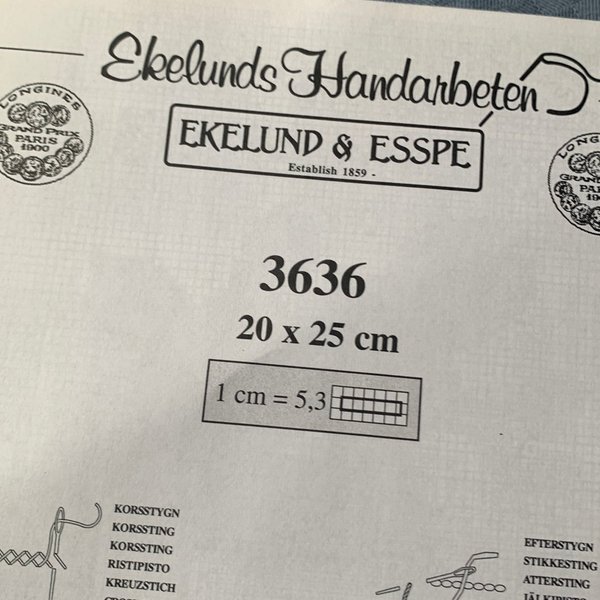 Ekelunds Handarbeten
LONGINES
GRAND PRIX
PARIS
1900
EKELUND & ESSPE
Establish 1859 -
3636
20 x 25 cm
1 cm = 5,3
KORSSTYGN
KORSSTING
KORSSTING
RISTIPISTO
KREUZSTICH
EFTERSTYGN
STIKKESTING
ATTERSTING